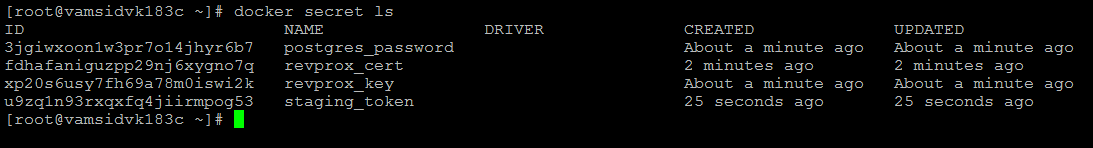 [root@vamsidvk183c ~]# docker secret ls
ID NAME DRIVER CREATED UPDATED
3jgiwxoon1w3pr7o14jhyr6b7 postgres_password About a minute ago About a minute ago
fdhafaniguzpp29nj6xygno7q revprox_cert 2 minutes ago 2 minutes ago
xp20s6usy7fh69a78m0iswi2k revprox_key About a minute ago About a minute ago
u9zq1n93rxqxfq4jiirmpog53 staging_token 25 seconds ago 25 seconds ago
[root@vamsidvk183c ~]#